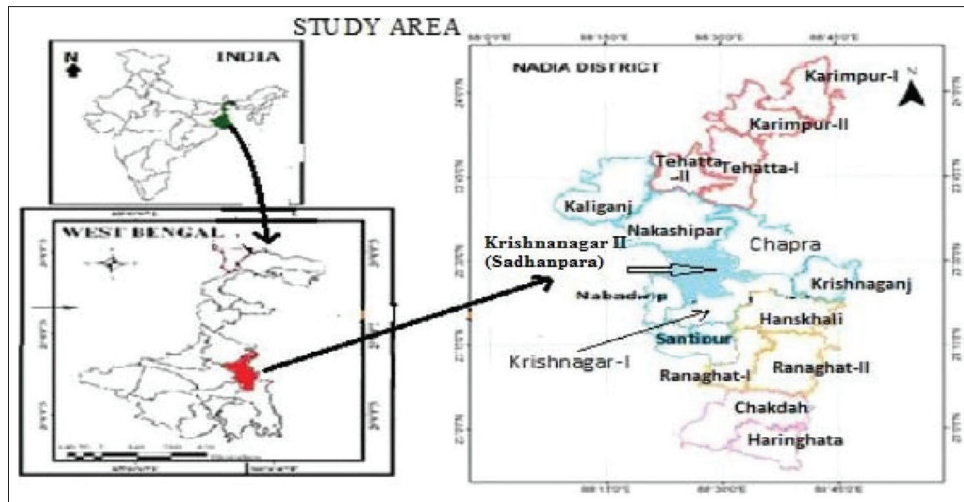 STUDY AREA
INDIA
N
WEST BENGAL
NADIA DISTRICT
N
Karimpur-I
Karimpur-II
Tehatta
-II
Tehatta-I
Kaliganj
Nakashipar
Chapra
Krishnanagar II
(Sadhanpara)
Krishnaganj
Nabadwip
Hanskhali
Santipur
Krishnagar-I
Ranaghat-I
Ranaghat-II
Chakdah
Haringhata